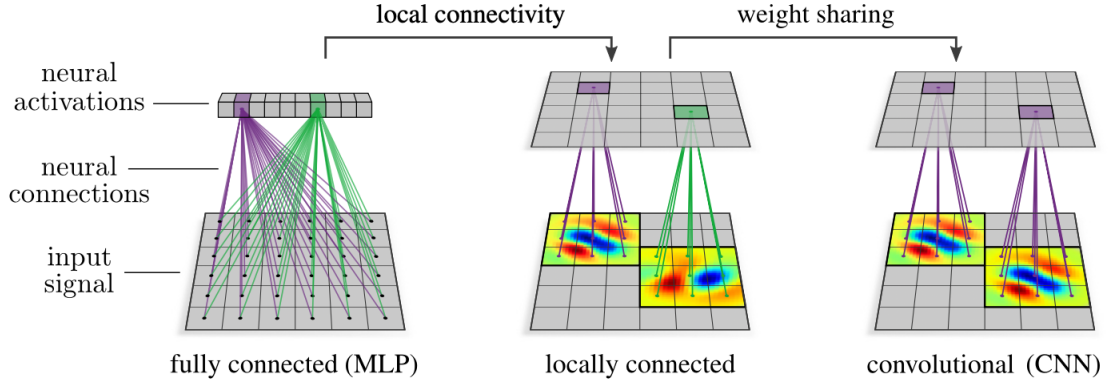 local connectivity
weight sharing
neural
activations
neural
connections
input
signal
fully connected (MLP)
locally connected
convolutional (CNN)